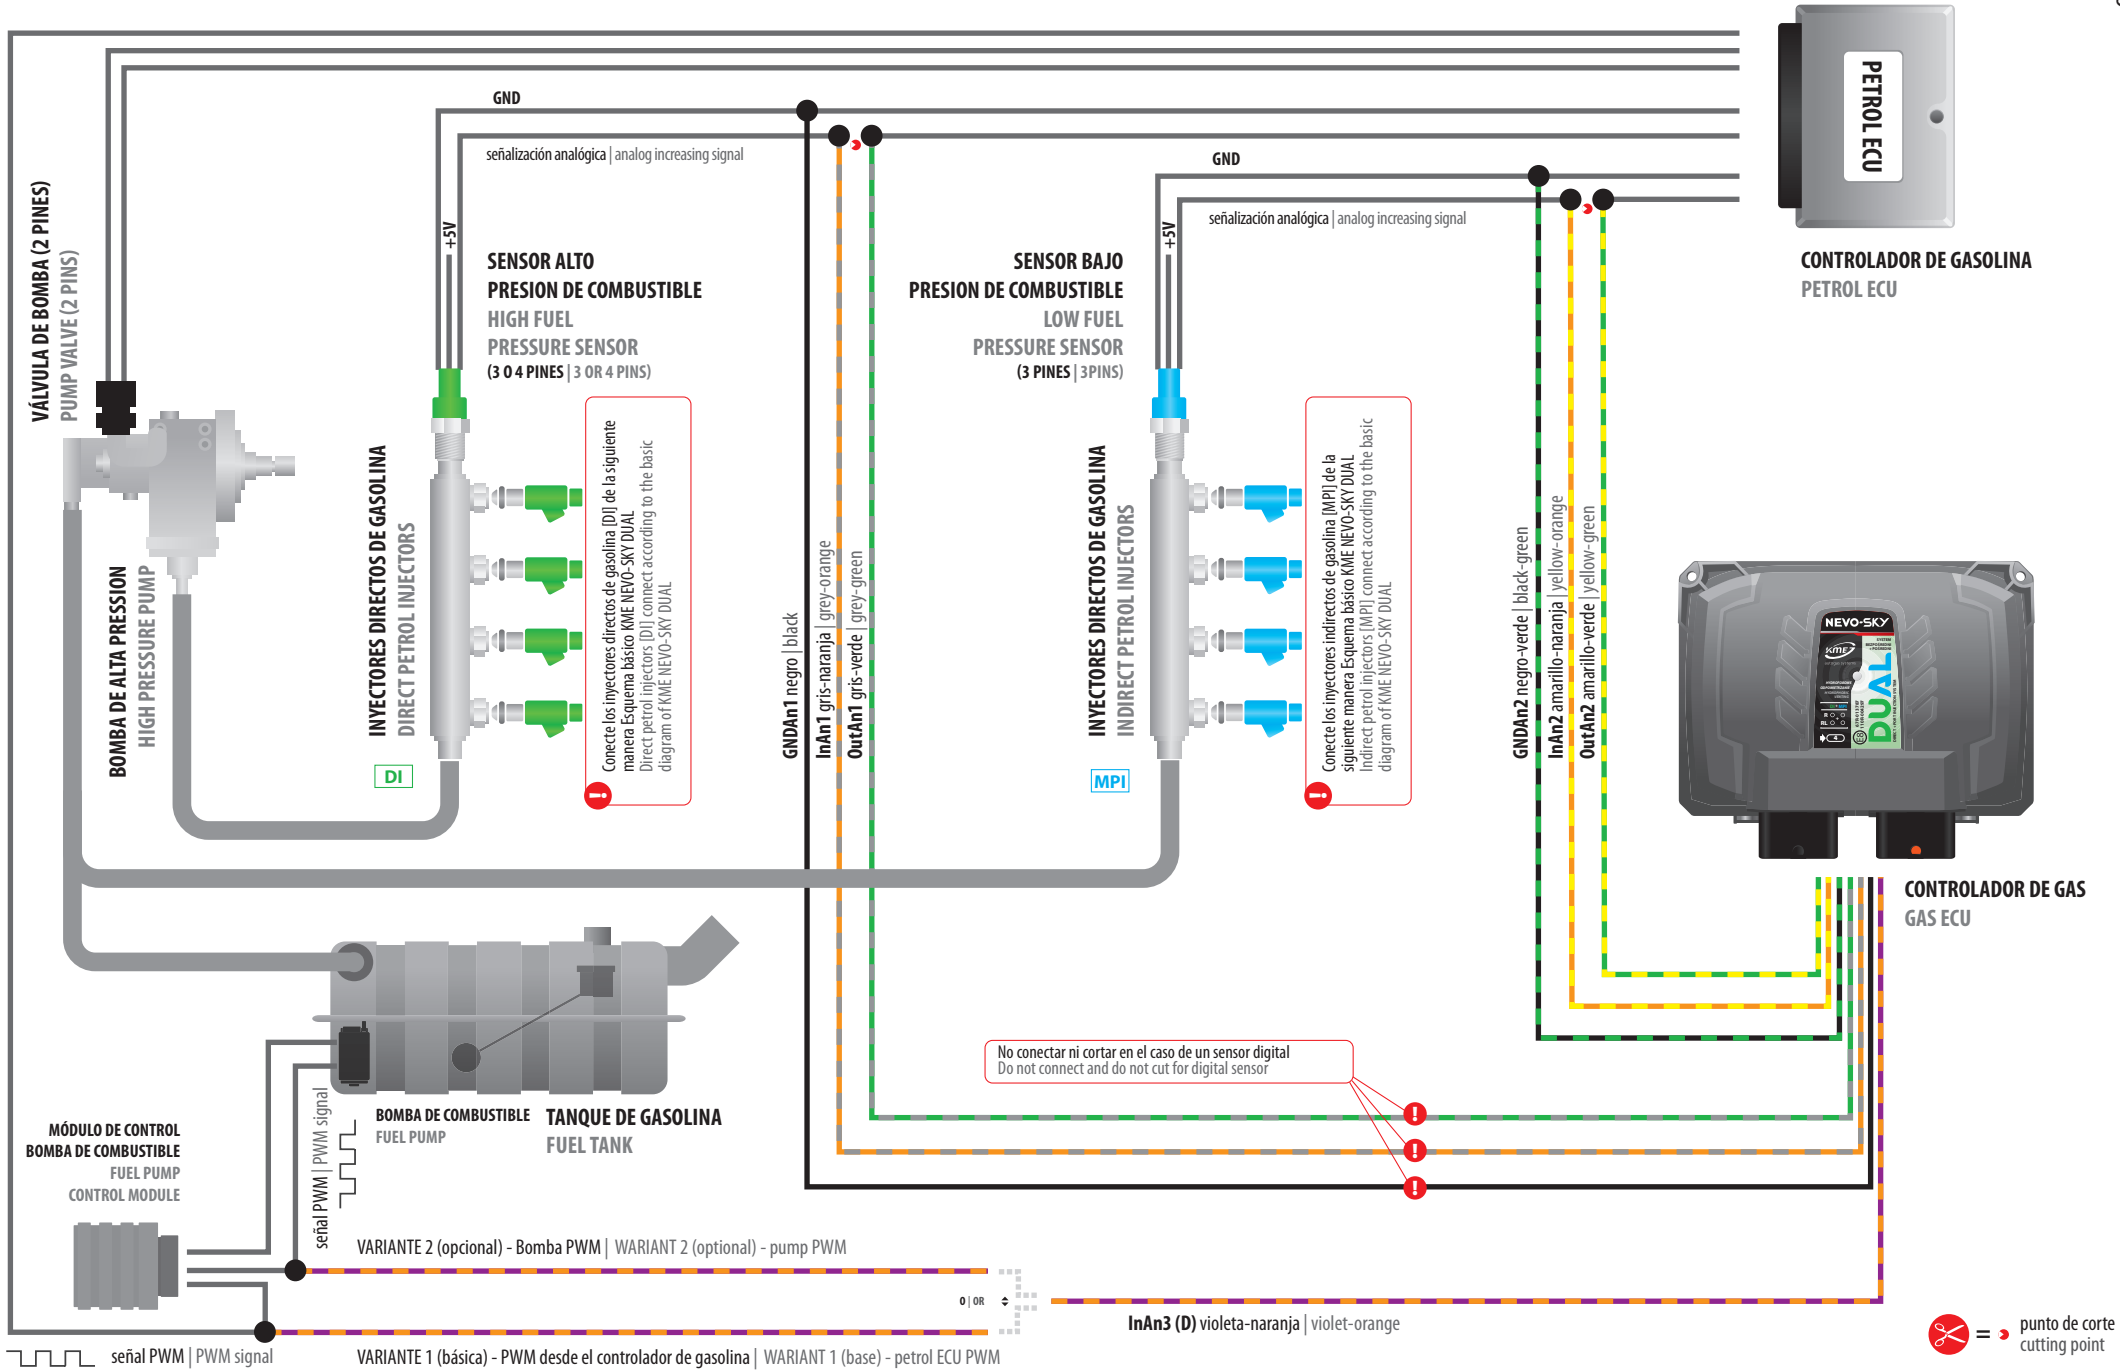 PETROL ECU
CONTROLADOR DE GASOLINA
PETROL ECU
GND
señalización analógica | analog increasing signal
+5V
SENSOR ALTO
PRESION DE COMBUSTIBLE
HIGH FUEL
PRESSURE SENSOR
(3 O 4 PINES | 3 OR 4 PINS)
GND
señalización analógica | analog increasing signal
+5V
SENSOR BAJO
PRESION DE COMBUSTIBLE
LOW FUEL
PRESSURE SENSOR
(3 PINES | 3PINS)
VÁLVULA DE BOMBA (2 PINES)
PUMP VALVE (2 PINS)
BOMBA DE ALTA PRESSION
HIGH PRESSURE PUMP
INYECTORES DIRECTOS DE GASOLINA
DIRECT PETROL INJECTORS
DI
Conecte los inyectores directos de gasolina [DI] de la siguiente
manera Esquema básico KME NEVO-SKY DUAL
Direct petrol injectors [DI] connect according to the basic
diagram of KME NEVO-SKY DUAL
GNDAn1 negro | black
InAn1 gris-naranja | grey-orange
OutAn1 gris-verde | grey-green
INYECTORES DIRECTOS DE GASOLINA
INDIRECT PETROL INJECTORS
MPI
Conecte los inyectores indirectos de gasolina [MPI] de la
siguiente manera Esquema básico KME NEVO-SKY DUAL
Indirect petrol injectors [MPI] connect according to the basic
diagram of KME NEVO-SKY DUAL
GNDAn2 negro-verde | black-green
InAn2 amarillo-naranja | yellow-orange
OutAn2 amarillo-verde | yellow-green
NEVO-SKY
KME
DUAL
CONTROLADOR DE GAS
GAS ECU
No conectar ni cortar en el caso de un sensor digital
Do not connect and do not cut for digital sensor
BOMBA DE COMBUSTIBLE
FUEL PUMP
TANQUE DE GASOLINA
FUEL TANK
MÓDULO DE CONTROL
BOMBA DE COMBUSTIBLE
FUEL PUMP
CONTROL MODULE
señal PWM | PWM signal
VARIANTE 2 (opcional) - Bomba PWM | WARIANT 2 (optional) - pump PWM
O | OR
InAn3 (D) violeta-naranja | violet-orange
señal PWM | PWM signal
VARIANTE 1 (básica) - PWM desde el controlador de gasolina | WARIANT 1 (base) - petrol ECU PWM
= punto de corte
cutting point